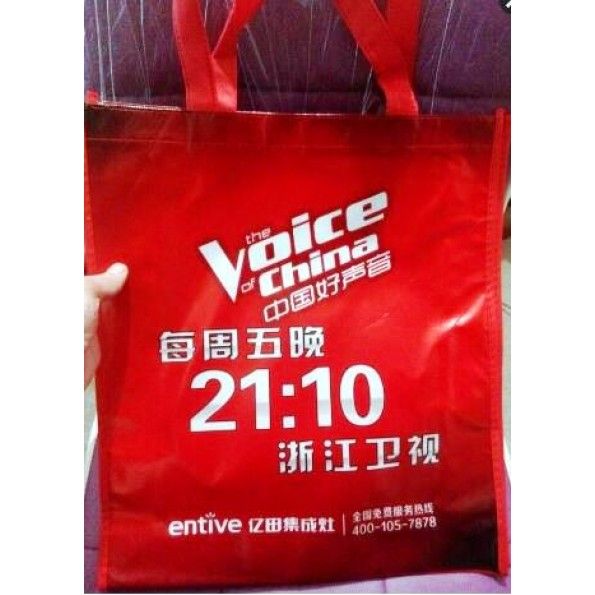 the
Voice
of China
中国好声音
每周五晚
21:10
浙江卫视
entive 亿田集成灶
全国免费服务热线
400-105-7878